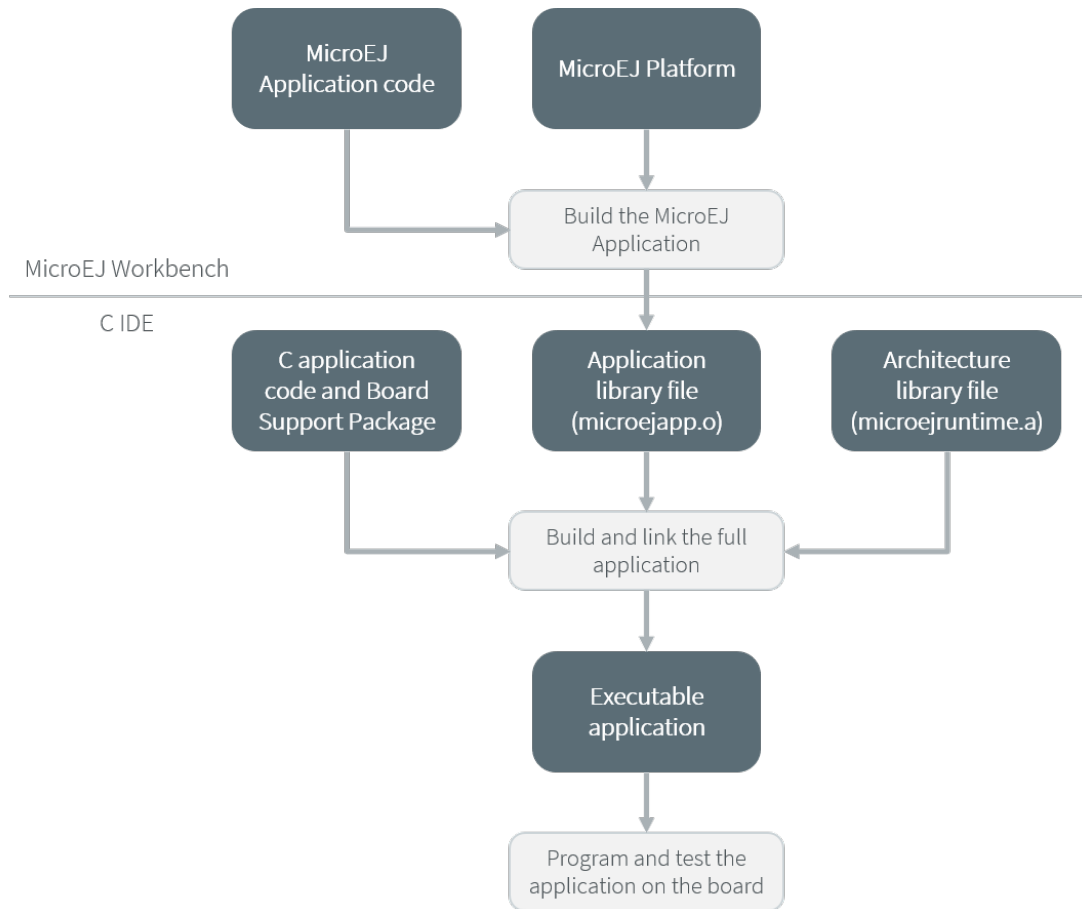 MicroEJ
Application code
MicroEJ Platform
Build the MicroEJ
Application
MicroEJ Workbench
C IDE
C application
code and Board
Support Package
Application
library file
(microejapp.o)
Architecture
library file
(microejruntime.a)
Build and link the full
application
Executable
application
Program and test the
application on the board